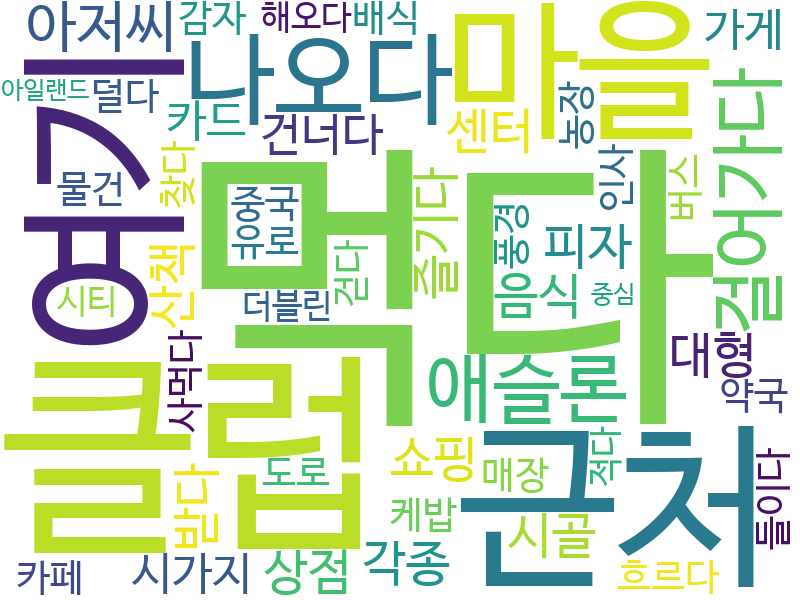 아저씨
감자
해오다
배식
가게
아일랜드
덜다
나오다
마을
카드
건너다
센터
농장
여기
찾다
물건
중국
유로
먹다
인사
버스
걸어가다
풍경
피자
즐기다
산책
걷다
시티
더블린
음식
중심
사먹다
애슬론
대형
약국
클럽
근처
쇼핑
매장
적다
도로
받다
케밥
시골
들이다
카페
시가지
상점
각종
흐르다